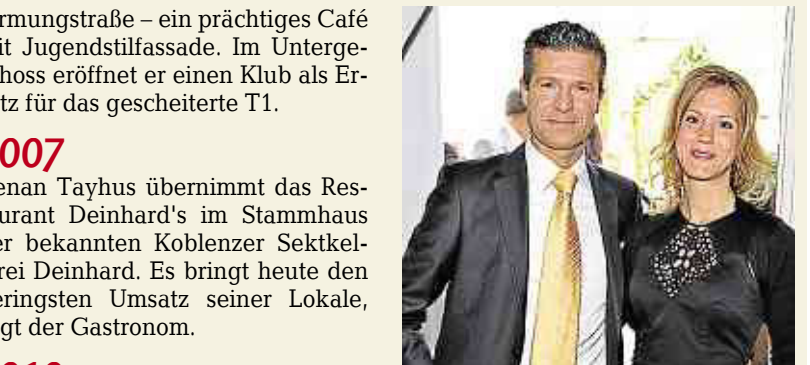 rmungstraße – ein prächtiges Café
it Jugendstilfassade. Im Unterge-
hoss eröffnet er einen Klub als Er-
tz für das gescheiterte T1.
007
enan Tayhus übernimmt das Res-
urant Deinhard's im Stammhaus
er bekannten Koblenzer Sektkel-
rei Deinhard. Es bringt heute den
eringsten Umsatz seiner Lokale,
gt der Gastronom.